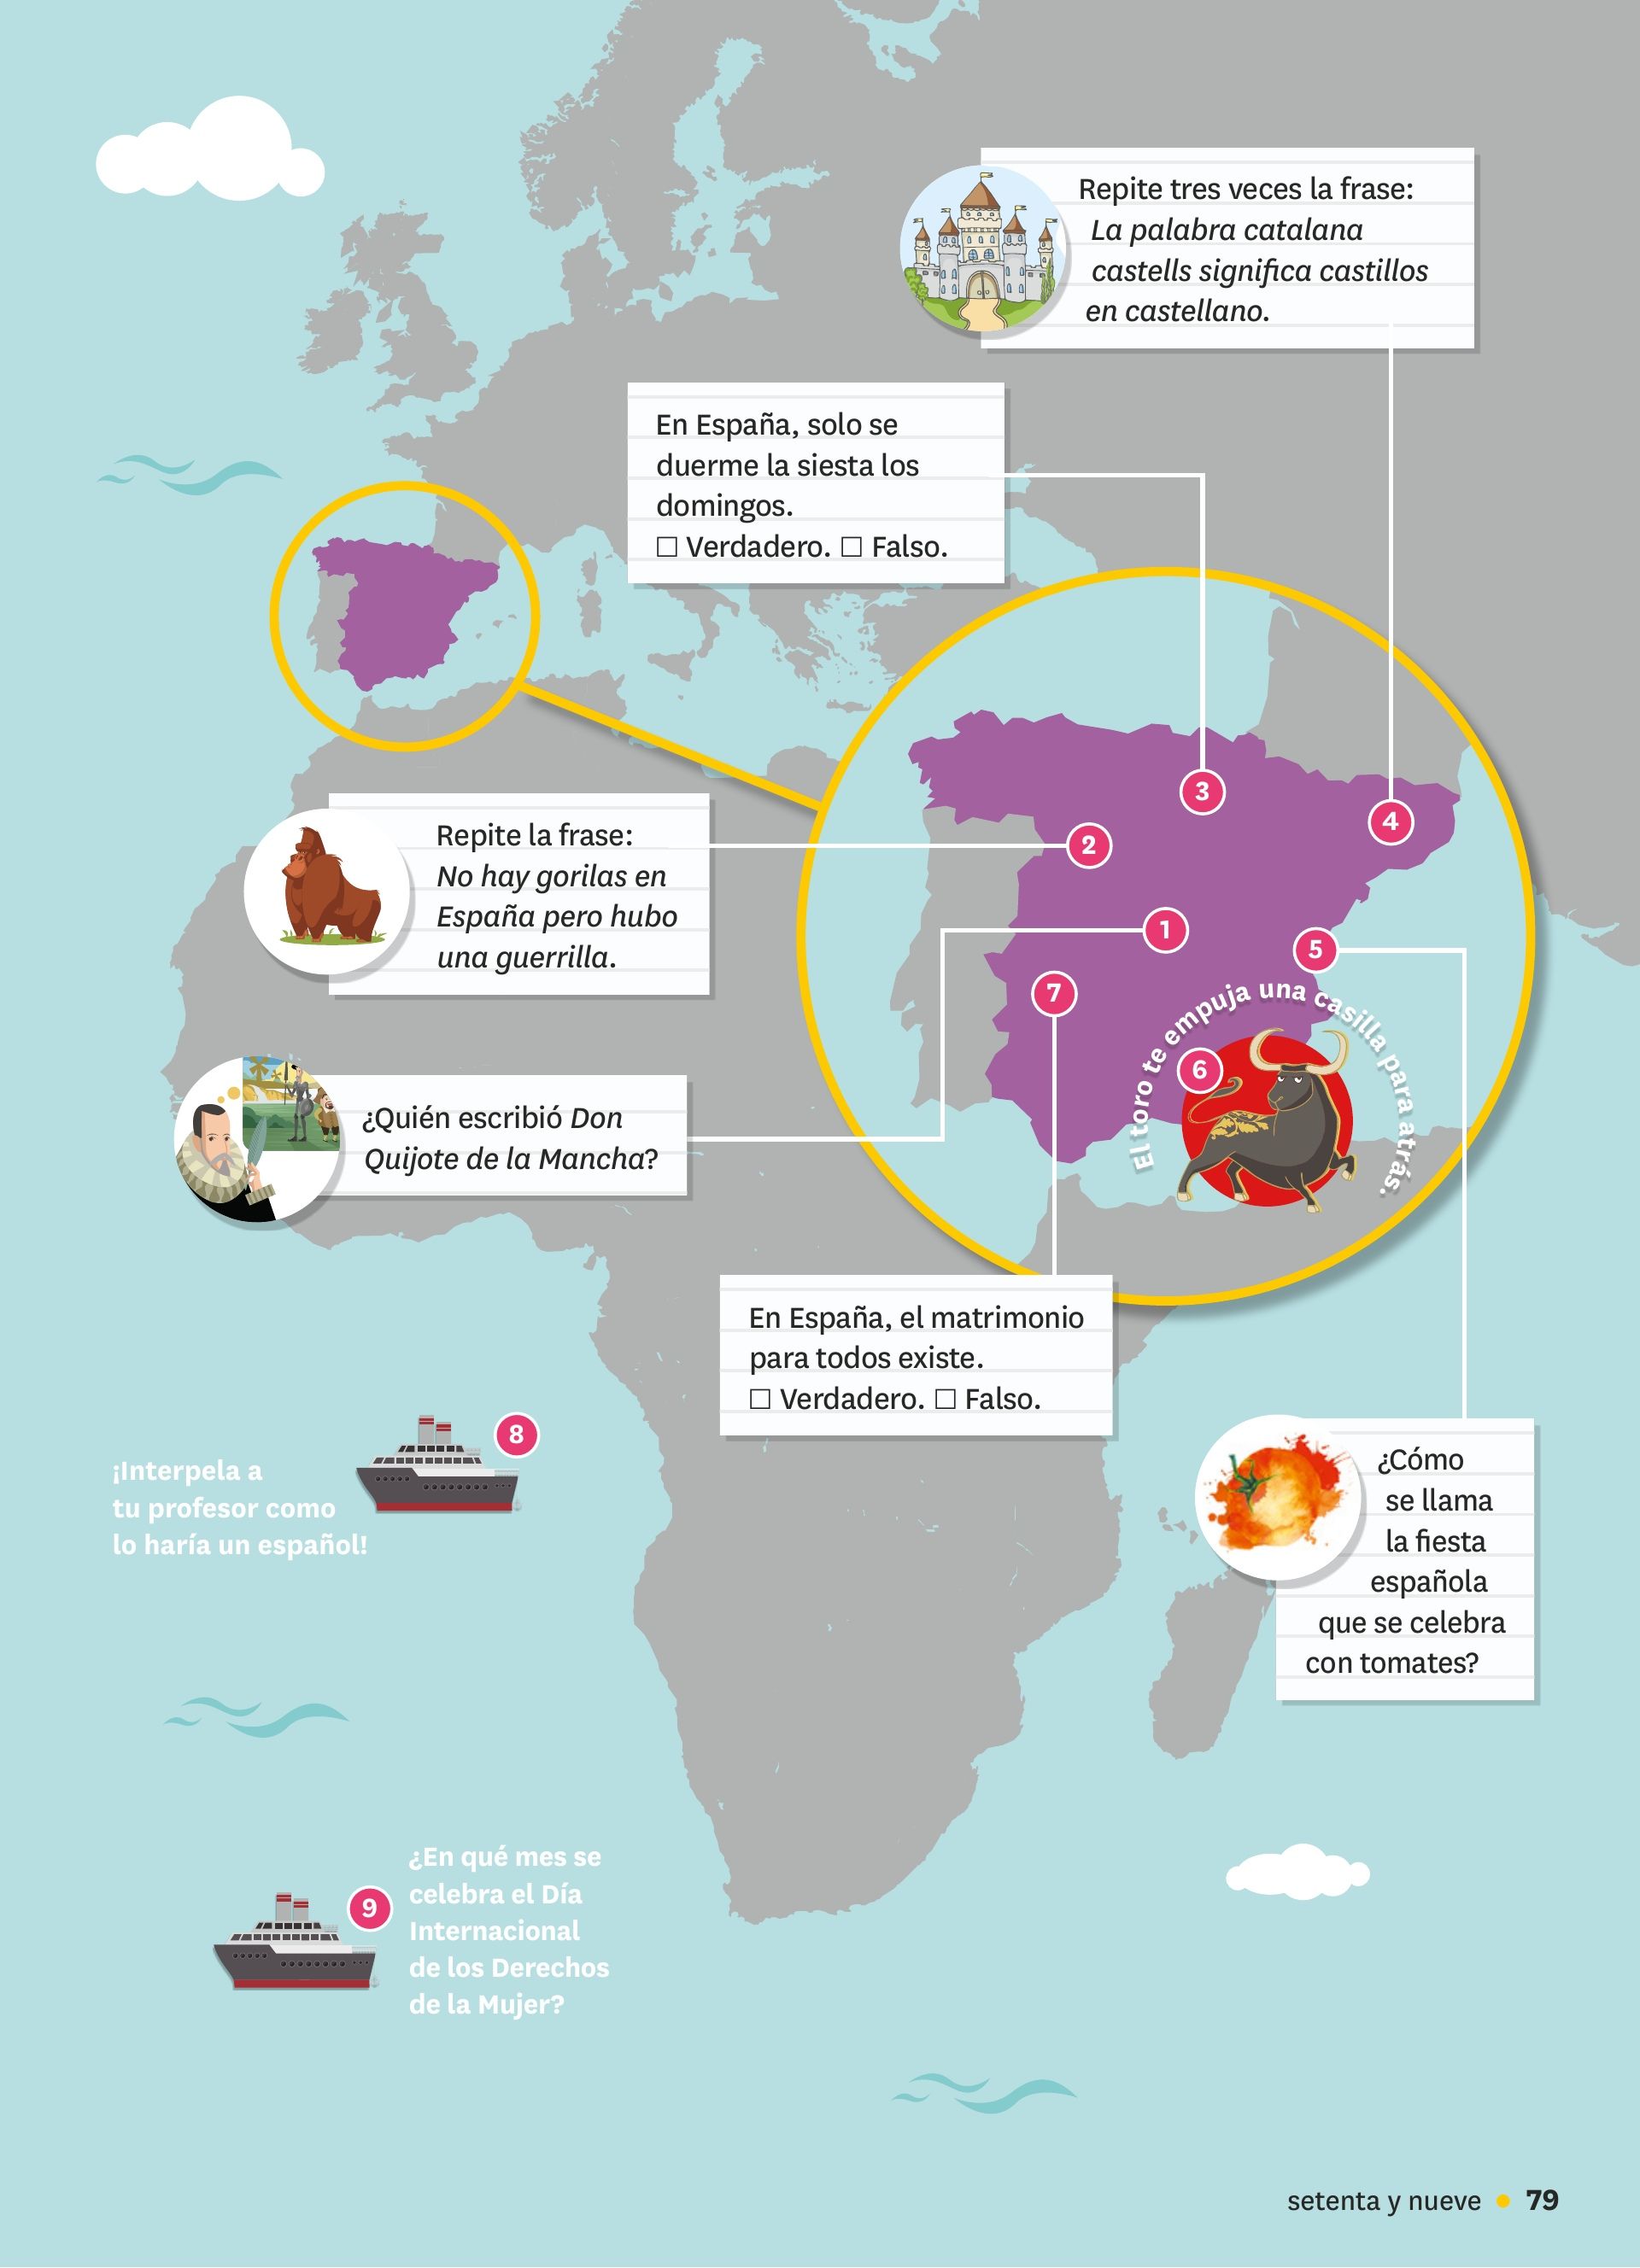 Repite tres veces la frase:
La palabra catalana
castells significa castillos
en castellano.
En España, solo se
duerme la siesta los
domingos.
☐ Verdadero. ☐ Falso.
3
4
Repite la frase:
No hay gorilas en
España pero hubo
una guerrilla.
2
1
5
7
El toro te empuja una casilla para atrás.
6
¿Quién escribió Don
Quijote de la Mancha?
En España, el matrimonio
para todos existe.
☐ Verdadero. ☐ Falso.
8
¡Interpela a
tu profesor como
lo haría un español!
¿Cómo
se llama
la fiesta
española
que se celebra
con tomates?
9
¿En qué mes se
celebra el Día
Internacional
de los Derechos
de la Mujer?
setenta y nueve • 79